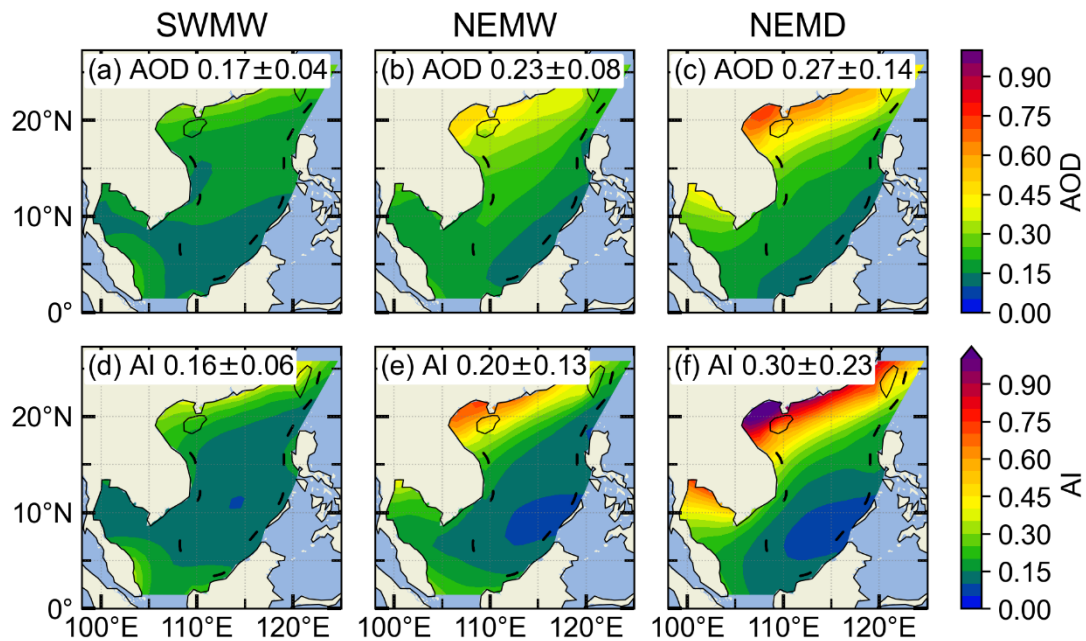 SWMW NEMW NEMD
(a) AOD 0.17±0.04 (b) AOD 0.23±0.08 (c) AOD 0.27±0.14
20°N
10°N
0°
0.90
0.75
0.60
0.45
0.30
0.15
0.00
AOD
(d) AI 0.16±0.06 (e) AI 0.20±0.13 (f) AI 0.30±0.23
20°N
10°N
0°
100°E 110°E 120°E 100°E 110°E 120°E 100°E 110°E 120°E
0.90
0.75
0.60
0.45
0.30
0.15
0.00
AI